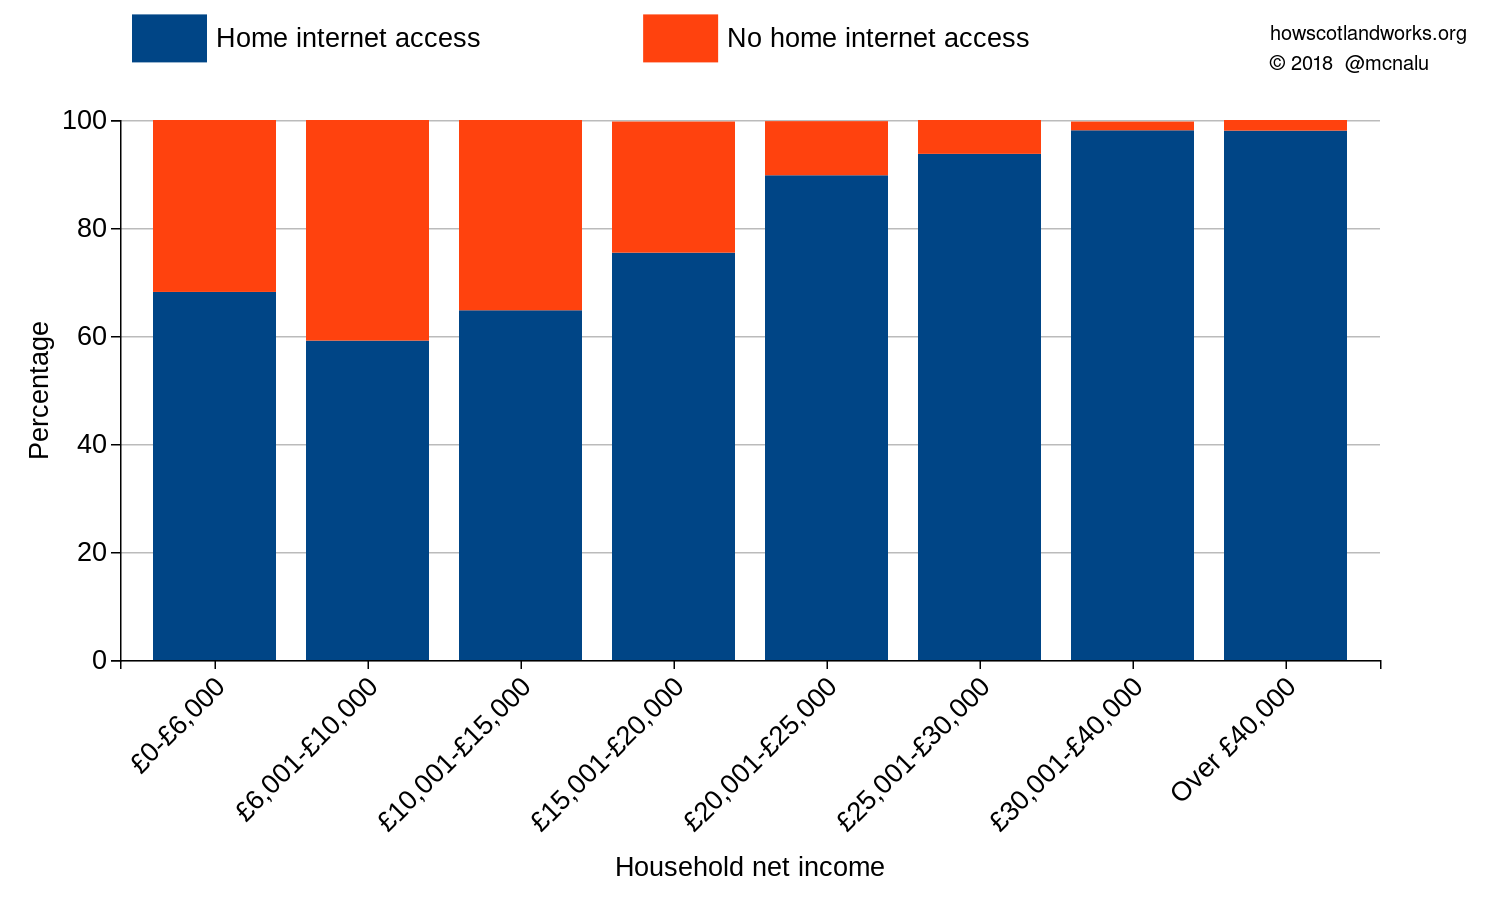 Home internet access
No home internet access
howscotlandworks.org
© 2018 @mcnalu
100
80
60
40
20
0
Percentage
£0-£6,000
£6,001-£10,000
£10,001-£15,000
£15,001-£20,000
£20,001-£25,000
£25,001-£30,000
£30,001-£40,000
Over £40,000
Household net income